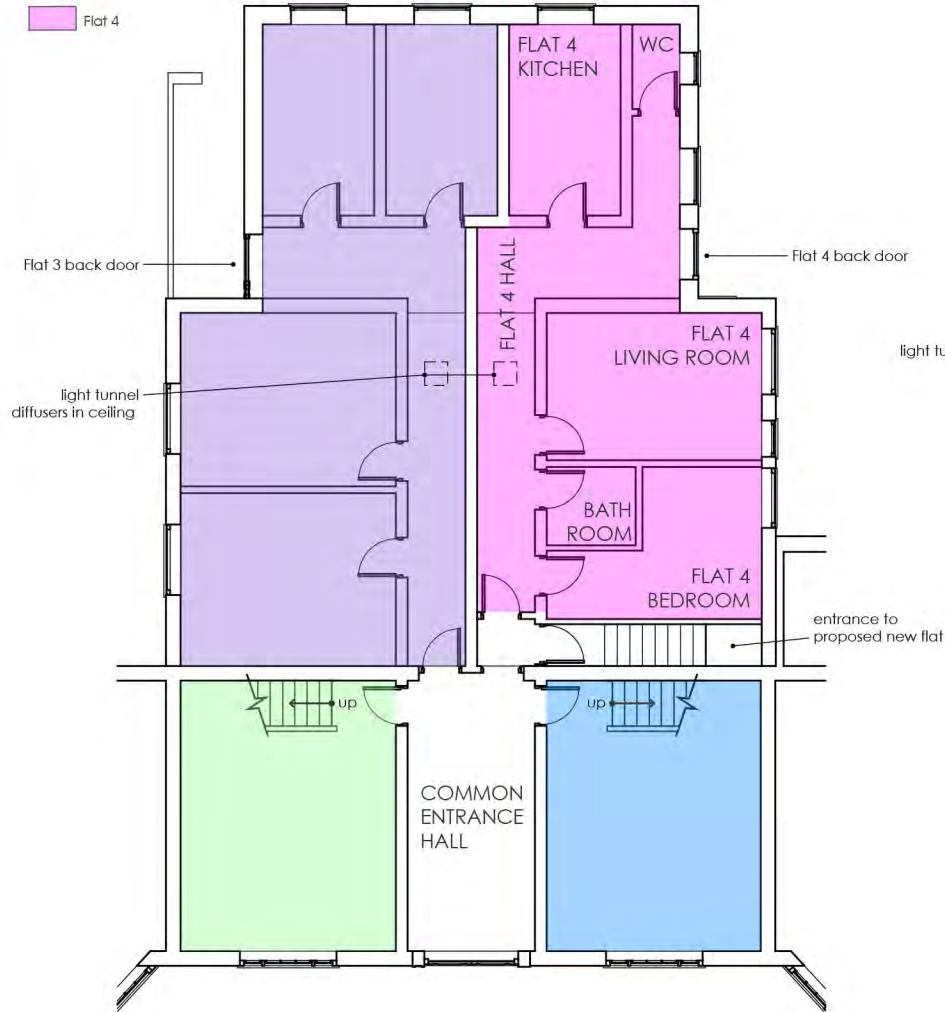 Flat 4
FLAT 4
KITCHEN
WC
Flat 3 back door
FLAT 4 HALL
Flat 4 back door
FLAT 4
LIVING ROOM
light tu
light tunnel
diffusers in ceiling
BATH
ROOM
FLAT 4
BEDROOM
entrance to
proposed new flat
up
up
COMMON
ENTRANCE
HALL